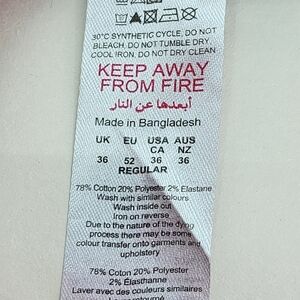 30°C SYNTHETIC CYCLE, DO NOT
BLEACH, DO NOT TUMBLE DRY
COOL IRON, DO NOT DRY CLEAN
KEEP AWAY
FROM FIRE
أبعدها عن النار
Made in Bangladesh
UK EU USA AUS
CA NZ
36 52 36 36
REGULAR
78% Cotton 20% Polyester 2% Elastane
Wash with similar colours
Wash inside out
Iron on reverse
Due to the nature of the dying
process there may be some
colour transfer onto garments and
upholstery
78% Coton 20% Polyester
2% Élasthanne
Laver avec des couleurs similaires